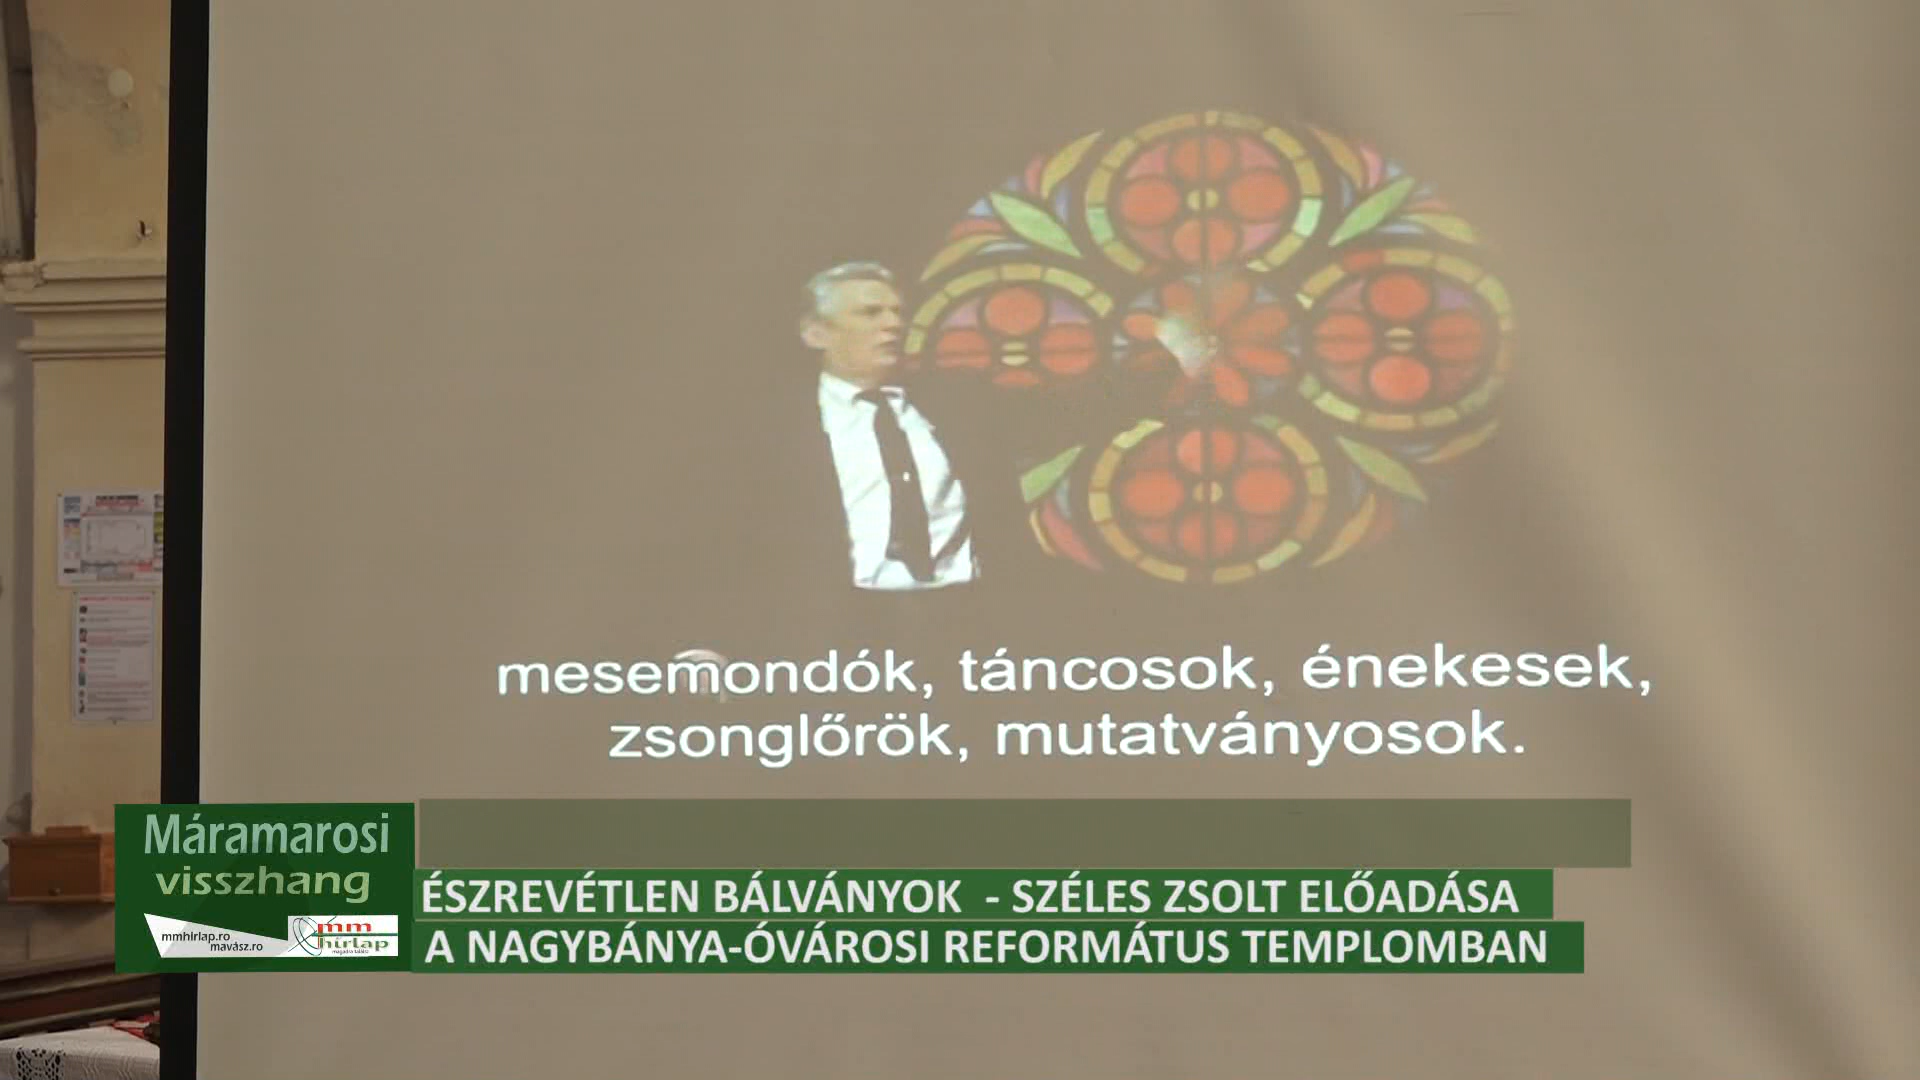 mesemondók, táncosok, énekesek,
zsonglőrök, mutatványosok.
Máramarosi
visszhang
mmhirlap.ro
mavász.ro
mm
hírlap
ÉSZREVÉTLEN BÁLVÁNYOK - SZÉLES ZSOLT ELŐADÁSA
A NAGYBÁNYA-ÓVÁROSI REFORMÁTUS TEMPLOMBAN